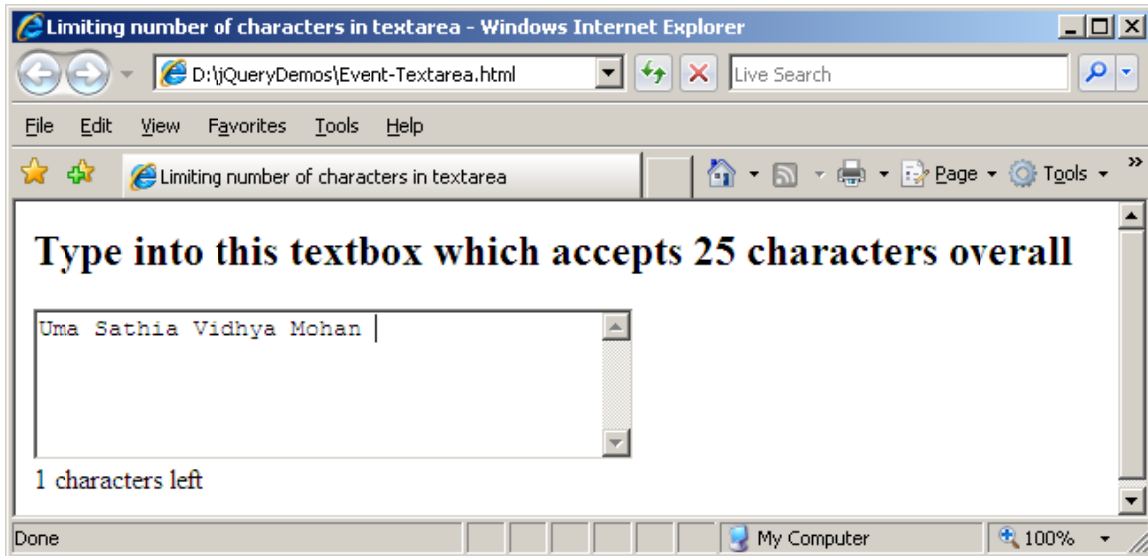 Limiting number of characters in textarea - Windows Internet Explorer
D:\jQueryDemos\Event-Textarea.html
Live Search
File Edit View Favorites Tools Help
Limiting number of characters in textarea
Page
Tools
»
Type into this textbox which accepts 25 characters overall
Uma Sathia Vidhya Mohan
1 characters left
Done
My Computer
100%